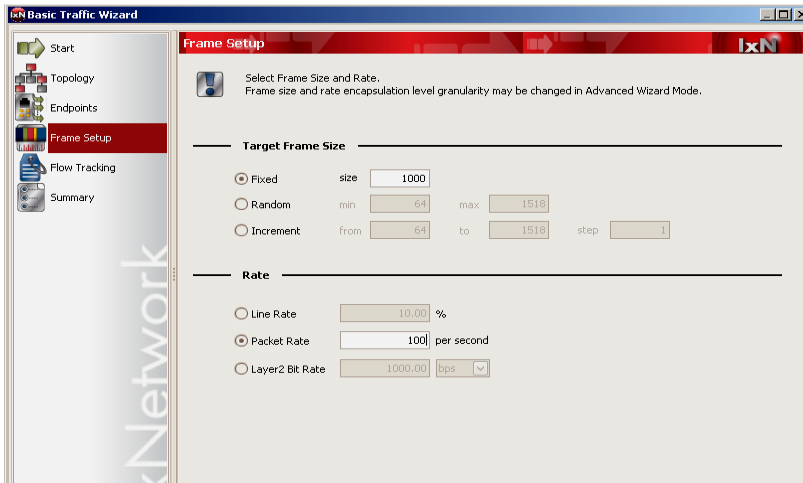 IxN Basic Traffic Wizard
Start
Topology
Endpoints
Frame Setup
Flow Tracking
Summary
xNetwork
Frame Setup
IxN
Select Frame Size and Rate.
Frame size and rate encapsulation level granularity may be changed in Advanced Wizard Mode.
Target Frame Size
Fixed size 1000
Random min 64 max 1518
Increment from 64 to 1518 step 1
Rate
Line Rate 10.00 %
Packet Rate 100 per second
Layer2 Bit Rate 1000.00 bps